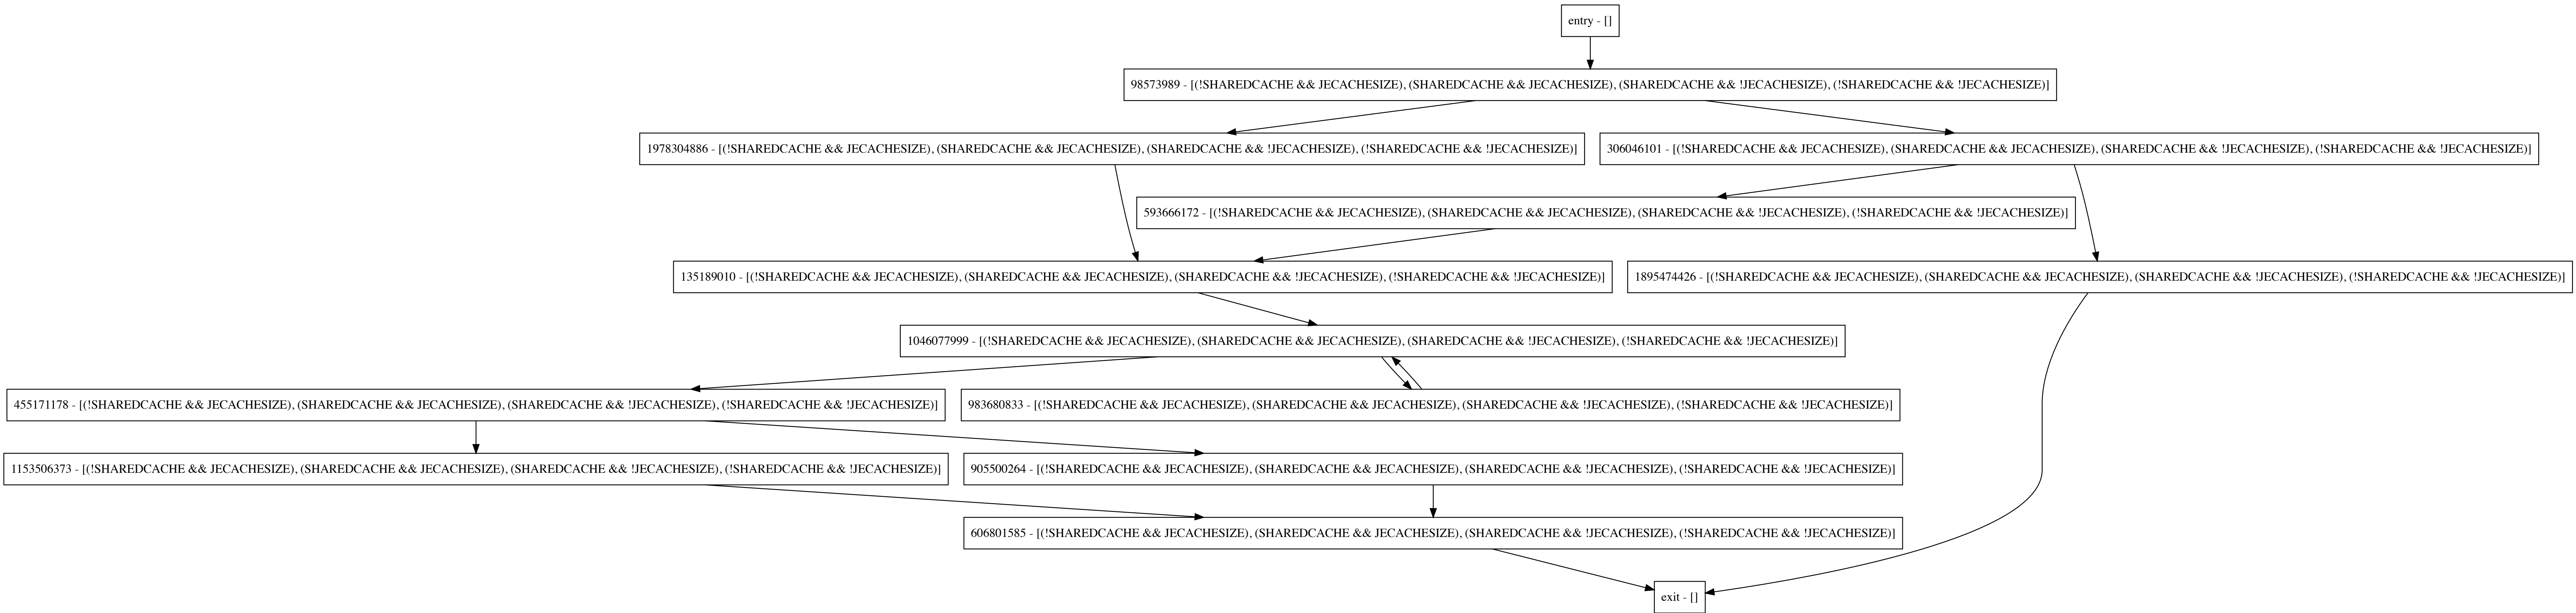 entry - []
98573989 - [(!SHAREDCACHE && JECACHESIZE), (SHAREDCACHE && JECACHESIZE), (SHAREDCACHE && !JECACHESIZE), (!SHAREDCACHE && !JECACHESIZE)]
1978304886 - [(!SHAREDCACHE && JECACHESIZE), (SHAREDCACHE && JECACHESIZE), (SHAREDCACHE && !JECACHESIZE), (!SHAREDCACHE && !JECACHESIZE)]
306046101 - [(!SHAREDCACHE && JECACHESIZE), (SHAREDCACHE && JECACHESIZE), (SHAREDCACHE && !JECACHESIZE), (!SHAREDCACHE && !JECACHESIZE)]
593666172 - [(!SHAREDCACHE && JECACHESIZE), (SHAREDCACHE && JECACHESIZE), (SHAREDCACHE && !JECACHESIZE), (!SHAREDCACHE && !JECACHESIZE)]
135189010 - [(!SHAREDCACHE && JECACHESIZE), (SHAREDCACHE && JECACHESIZE), (SHAREDCACHE && !JECACHESIZE), (!SHAREDCACHE && !JECACHESIZE)]
1895474426 - [(!SHAREDCACHE && JECACHESIZE), (SHAREDCACHE && JECACHESIZE), (SHAREDCACHE && !JECACHESIZE), (!SHAREDCACHE && !JECACHESIZE)]
1046077999 - [(!SHAREDCACHE && JECACHESIZE), (SHAREDCACHE && JECACHESIZE), (SHAREDCACHE && !JECACHESIZE), (!SHAREDCACHE && !JECACHESIZE)]
455171178 - [(!SHAREDCACHE && JECACHESIZE), (SHAREDCACHE && JECACHESIZE), (SHAREDCACHE && !JECACHESIZE), (!SHAREDCACHE && !JECACHESIZE)]
983680833 - [(!SHAREDCACHE && JECACHESIZE), (SHAREDCACHE && JECACHESIZE), (SHAREDCACHE && !JECACHESIZE), (!SHAREDCACHE && !JECACHESIZE)]
1153506373 - [(!SHAREDCACHE && JECACHESIZE), (SHAREDCACHE && JECACHESIZE), (SHAREDCACHE && !JECACHESIZE), (!SHAREDCACHE && !JECACHESIZE)]
905500264 - [(!SHAREDCACHE && JECACHESIZE), (SHAREDCACHE && JECACHESIZE), (SHAREDCACHE && !JECACHESIZE), (!SHAREDCACHE && !JECACHESIZE)]
606801585 - [(!SHAREDCACHE && JECACHESIZE), (SHAREDCACHE && JECACHESIZE), (SHAREDCACHE && !JECACHESIZE), (!SHAREDCACHE && !JECACHESIZE)]
exit - []